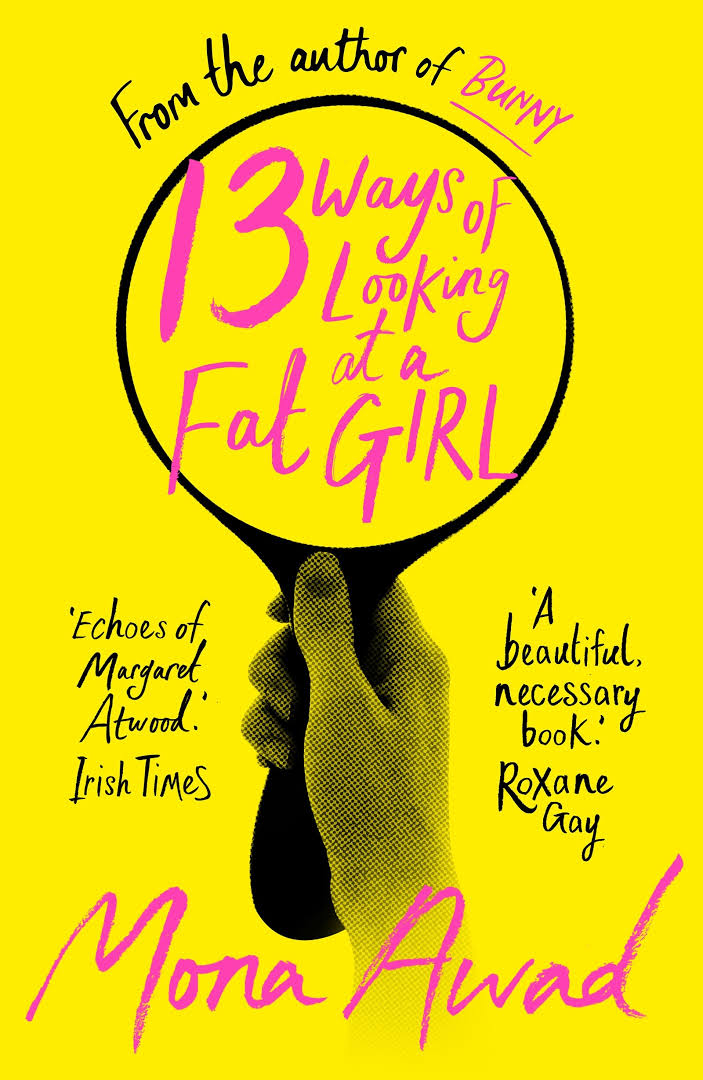 From the author of BUNNY
13 Ways of
Looking
at a
Fat GIRL
'Echoes of
Margaret
Atwood.'
Irish Times
'A
beautiful,
necessary
book.'
Roxane
Gay
Mona Awad